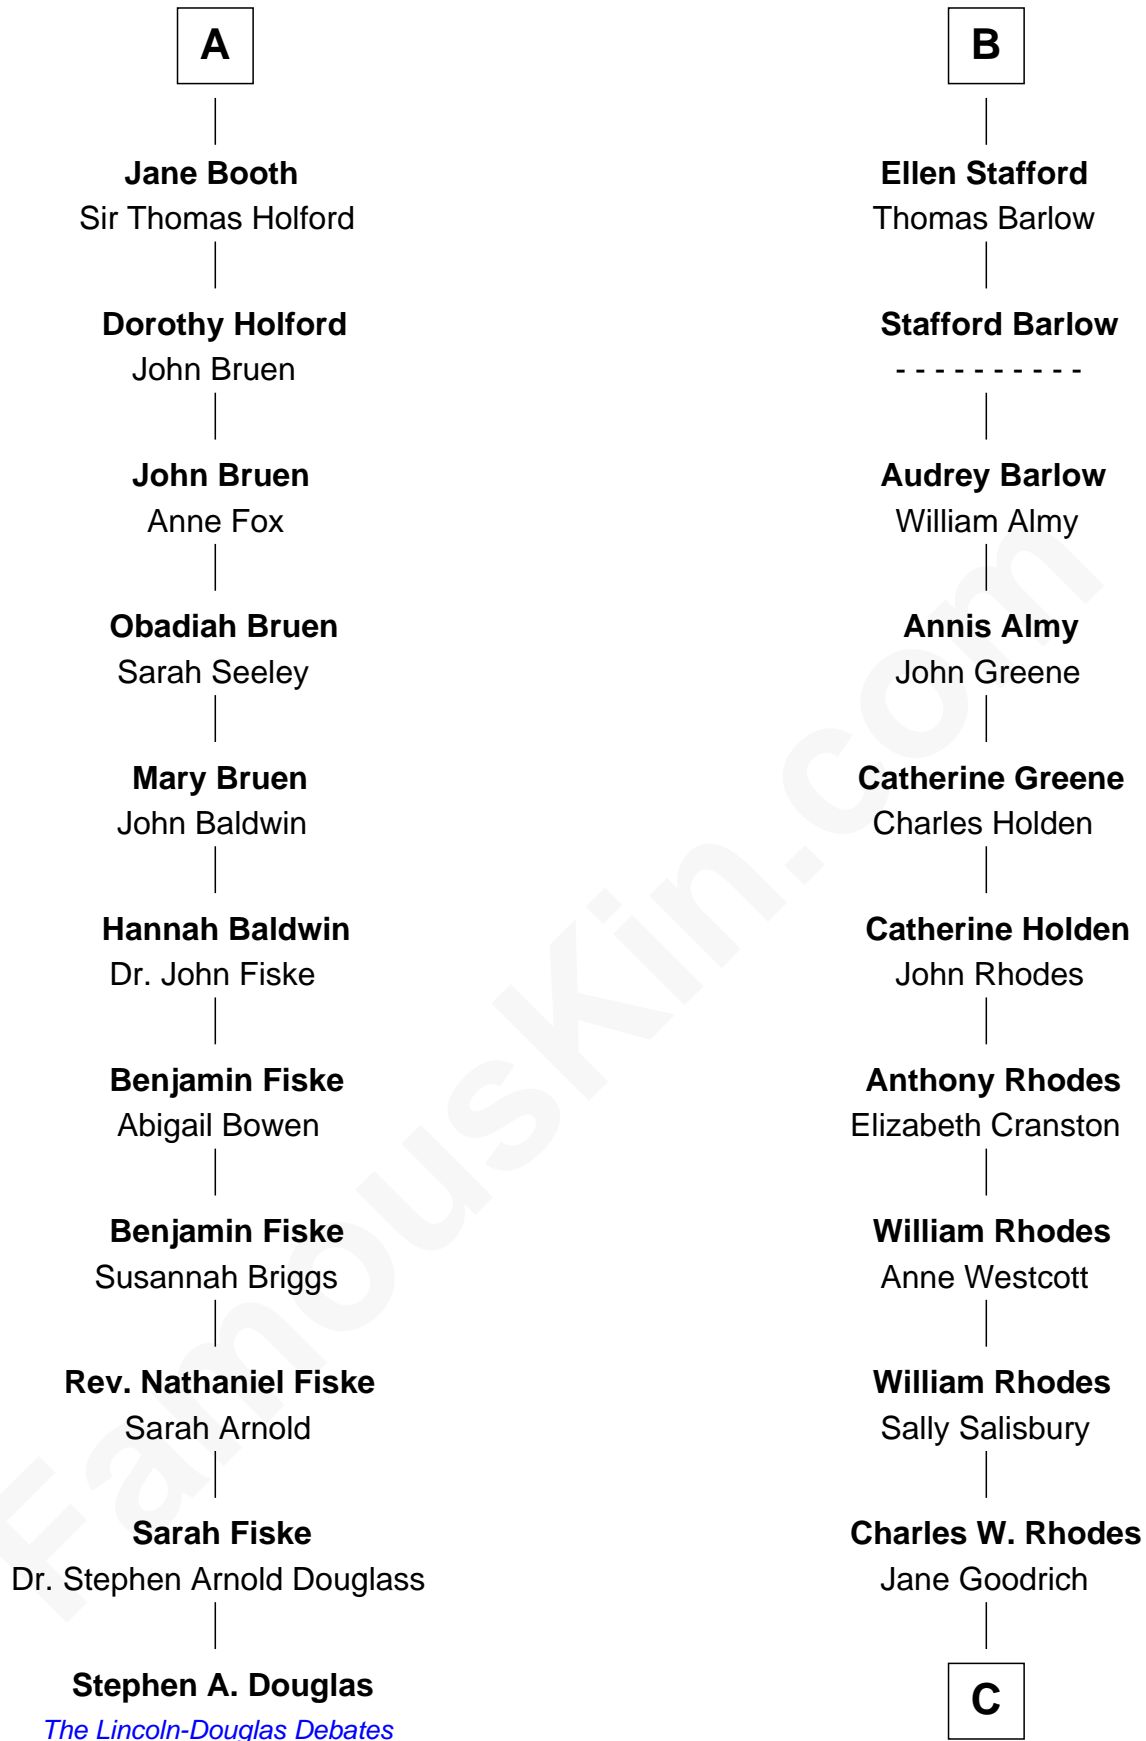 A
Jane Booth
Sir Thomas Holford
Dorothy Holford
John Bruen
John Bruen
Anne Fox
Obadiah Bruen
Sarah Seeley
Mary Bruen
John Baldwin
Hannah Baldwin
Dr. John Fiske
Benjamin Fiske
Abigail Bowen
Benjamin Fiske
Susannah Briggs
Rev. Nathaniel Fiske
Sarah Arnold
Sarah Fiske
Dr. Stephen Arnold Douglass
Stephen A. Douglas
The Lincoln-Douglas Debates
B
Ellen Stafford
Thomas Barlow
Stafford Barlow
- - - - - - - - - -
Audrey Barlow
William Almy
Annis Almy
John Greene
Catherine Greene
Charles Holden
Catherine Holden
John Rhodes
Anthony Rhodes
Elizabeth Cranston
William Rhodes
Anne Westcott
William Rhodes
Sally Salisbury
Charles W. Rhodes
Jane Goodrich
C
FamousKin.com